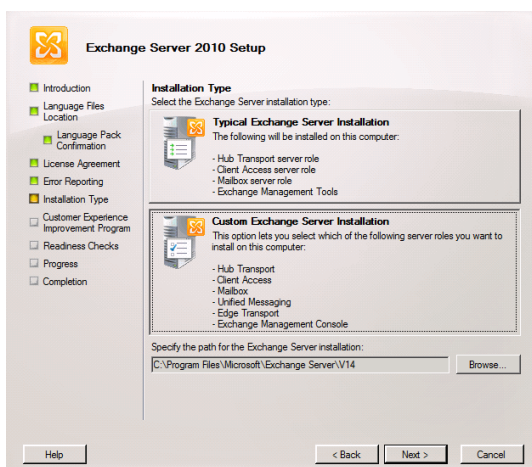 Exchange Server 2010 Setup
Introduction
Language Files
Location
Language Pack
Confirmation
License Agreement
Error Reporting
Installation Type
Customer Experience
Improvement Program
Readiness Checks
Progress
Completion
Installation Type
Select the Exchange Server installation type:
Typical Exchange Server Installation
The following will be installed on this computer:
- Hub Transport server role
- Client Access server role
- Mailbox server role
- Exchange Management Tools
Custom Exchange Server Installation
This option lets you select which of the following server roles you want to
install on this computer:
- Hub Transport
- Client Access
- Mailbox
- Unified Messaging
- Edge Transport
- Exchange Management Console
Specify the path for the Exchange Server installation:
C:\Program Files\Microsoft\Exchange Server\V14
Browse...
Help
< Back
Next >
Cancel